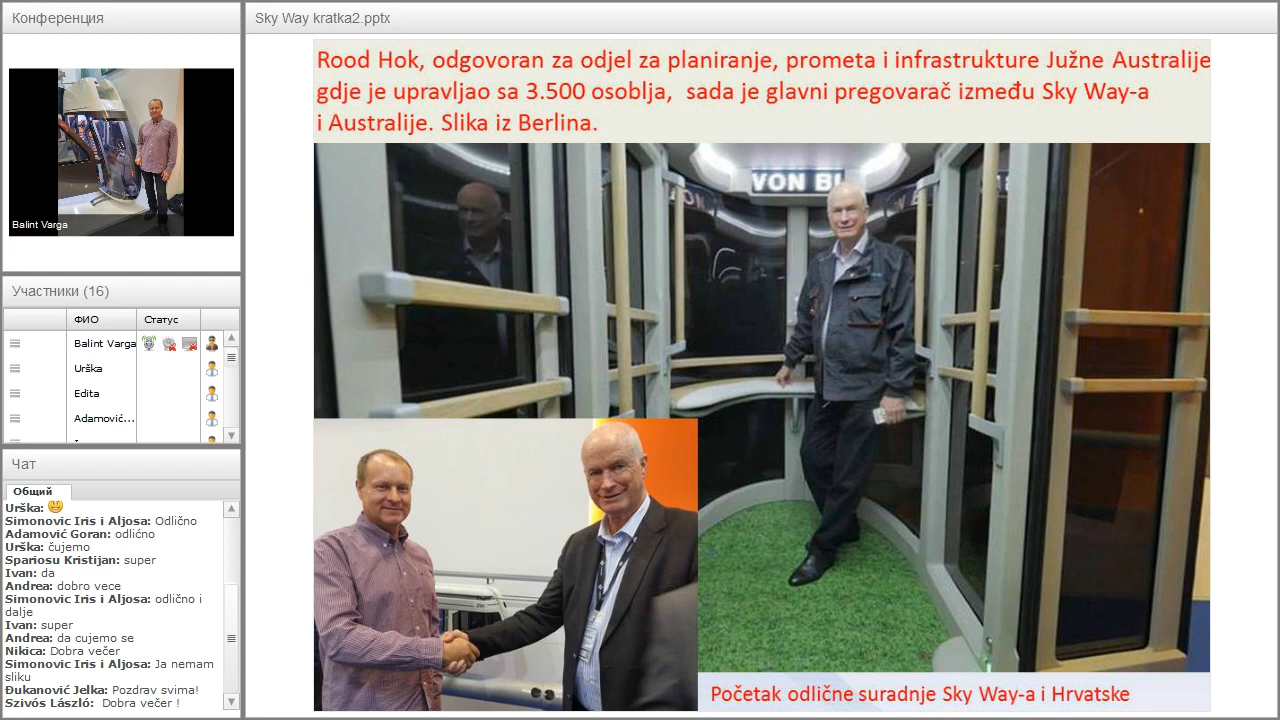 Конференция
Balint Varga
Участники (16)
ФИО Статус
Balint Varga
Urška
Edita
Adamović...
Чат
Общий
Urška:
Simonovic Iris i Aljosa: Odlično
Adamović Goran: odlično
Urška: čujemo
Spariosu Kristijan: super
Ivan: da
Andrea: dobro vece
Simonovic Iris i Aljosa: odlično i
dalje
Ivan: super
Andrea: da cujemo se
Nikica: Dobra večer
Simonovic Iris i Aljosa: Ja nemam
sliku
Đukanović Jelka: Pozdrav svima!
Szivós László: Dobra večer !
Sky Way kratka2.pptx
Rood Hok, odgovoran za odjel za planiranje, prometa i infrastrukture Južne Australije
gdje je upravljao sa 3.500 osoblja, sada je glavni pregovarač između Sky Way-a
i Australije. Slika iz Berlina.
VON
Početak odlične suradnje Sky Way-a i Hrvatske